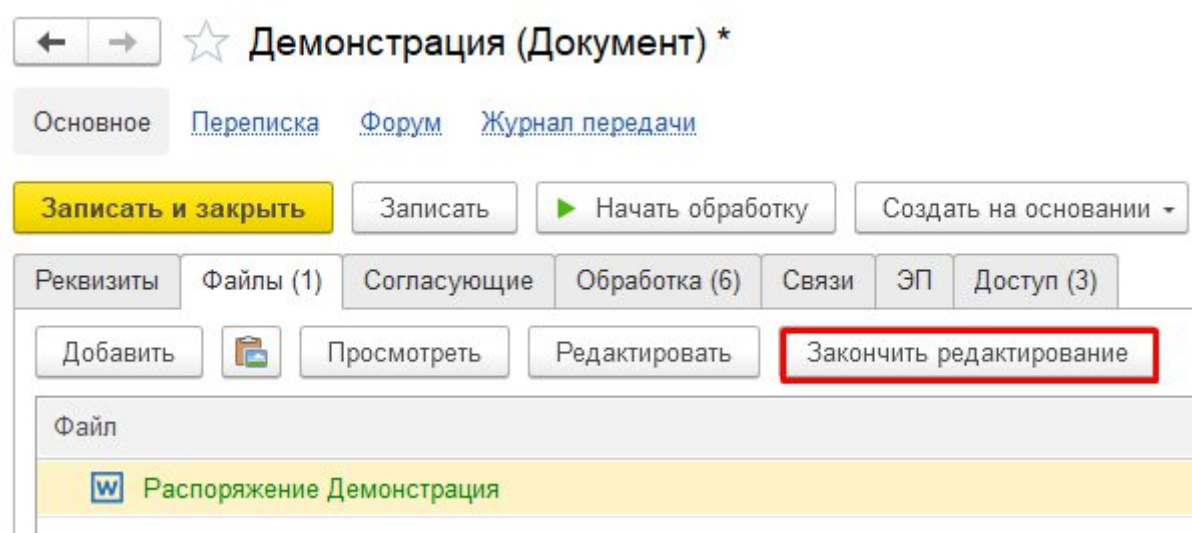 Демонстрация (Документ) *
Основное Переписка Форум Журнал передачи
Записать и закрыть Записать Начать обработку Создать на основании
Реквизиты Файлы (1) Согласующие Обработка (6) Связи ЭП Доступ (3)
Добавить Просмотреть Редактировать Закончить редактирование
Файл
W Распоряжение Демонстрация